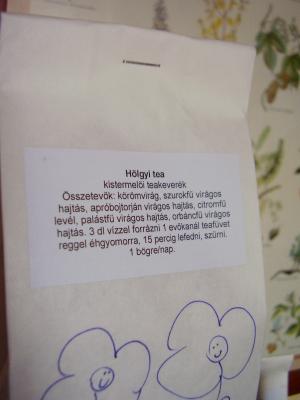 Hölgyi tea
kistermelői teakeverék
Összetevők: körömvirág, szurokfű virágos
hajtás, apróbojtorján virágos hajtás, citromfű
levél, palástfű virágos hajtás, orbáncfű virágos
hajtás. 3 dl vízzel forrázni 1 evőkanál teafüvet
reggel éhgyomorra, 15 percig lefedni, szűrni.
1 bögre/nap.